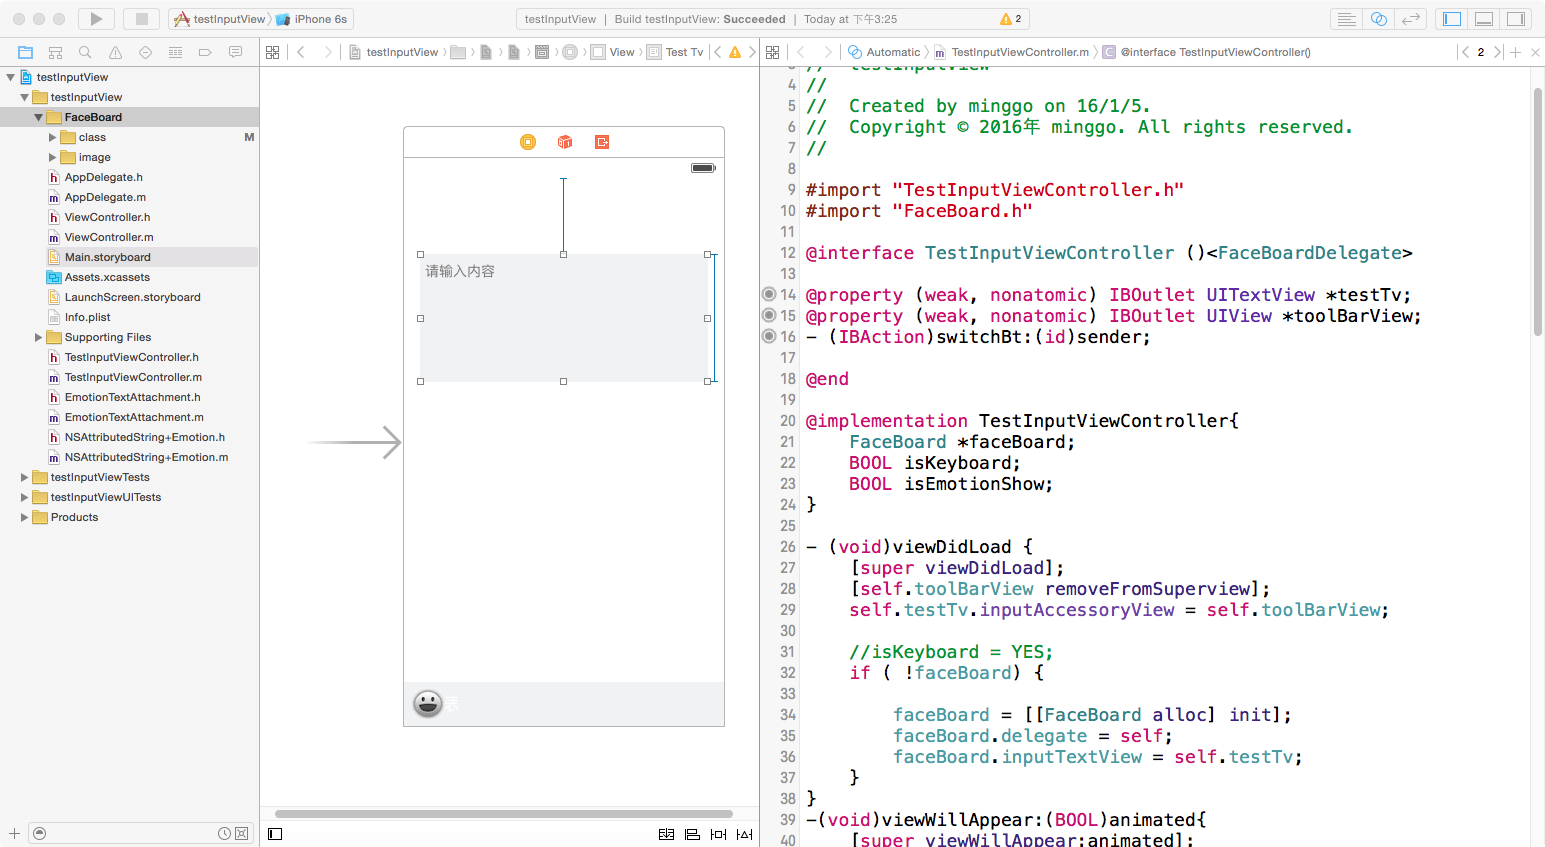 testInputView
iPhone 6s
testInputView | Build testInputView: Succeeded | Today at 下午3:25
2
testInputView
View
Test Tv
Automatic
TestInputViewController.m
@interface TestInputViewController()
2
testInputView
testInputView
FaceBoard
class
M
image
AppDelegate.h
AppDelegate.m
ViewController.h
ViewController.m
Main.storyboard
Assets.xcassets
LaunchScreen.storyboard
Info.plist
Supporting Files
TestInputViewController.h
TestInputViewController.m
EmotionTextAttachment.h
EmotionTextAttachment.m
NSAttributedString+Emotion.h
NSAttributedString+Emotion.m
testInputViewTests
testInputViewUITests
Products
请输入内容
3 // testInputView
4 //
5 // Created by minggo on 16/1/5.
6 // Copyright © 2016年 minggo. All rights reserved.
7 //
8
9 #import "TestInputViewController.h"
10 #import "FaceBoard.h"
11
12 @interface TestInputViewController ()<FaceBoardDelegate>
13
14 @property (weak, nonatomic) IBOutlet UITextView *testTv;
15 @property (weak, nonatomic) IBOutlet UIView *toolBarView;
16 - (IBAction)switchBt:(id)sender;
17
18 @end
19
20 @implementation TestInputViewController{
21 FaceBoard *faceBoard;
22 BOOL isKeyboard;
23 BOOL isEmotionShow;
24 }
25
26 - (void)viewDidLoad {
27 [super viewDidLoad];
28 [self.toolBarView removeFromSuperview];
29 self.testTv.inputAccessoryView = self.toolBarView;
30
31 //isKeyboard = YES;
32 if ( !faceBoard) {
33
34 faceBoard = [[FaceBoard alloc] init];
35 faceBoard.delegate = self;
36 faceBoard.inputTextView = self.testTv;
37 }
38 }
39 -(void)viewWillAppear:(BOOL)animated{
40 [super viewWillAppear:animated];